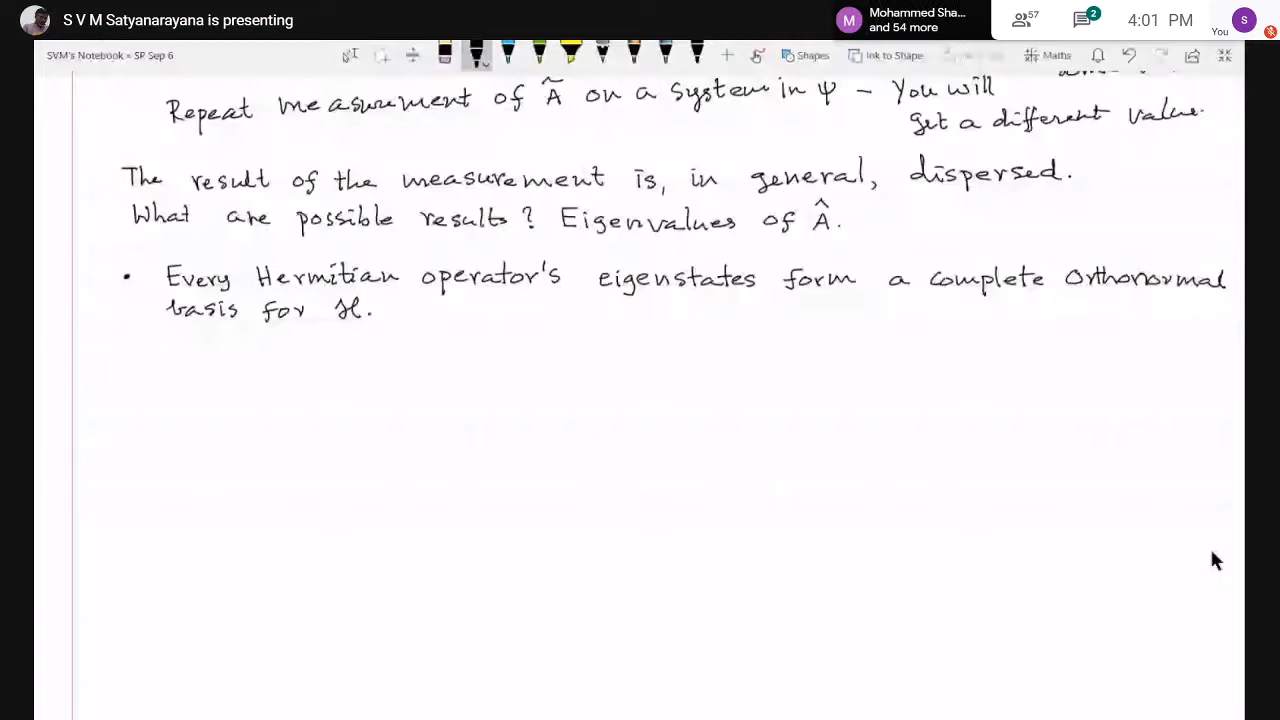 S V M Satyanarayana is presenting
M
Mohammed Sha...
and 54 more
57
2
4:01 PM
You
S
SVM's Notebook » SP Sep 6
Shapes
Ink to Shape
Maths
Repeat measurement of Ã on a system in ψ – You will
get a different value.
The result of the measurement is, in general, dispersed.
What are possible results? Eigenvalues of Â.
• Every Hermitian operator's eigenstates form a complete Orthonormal
basis for ℋ.